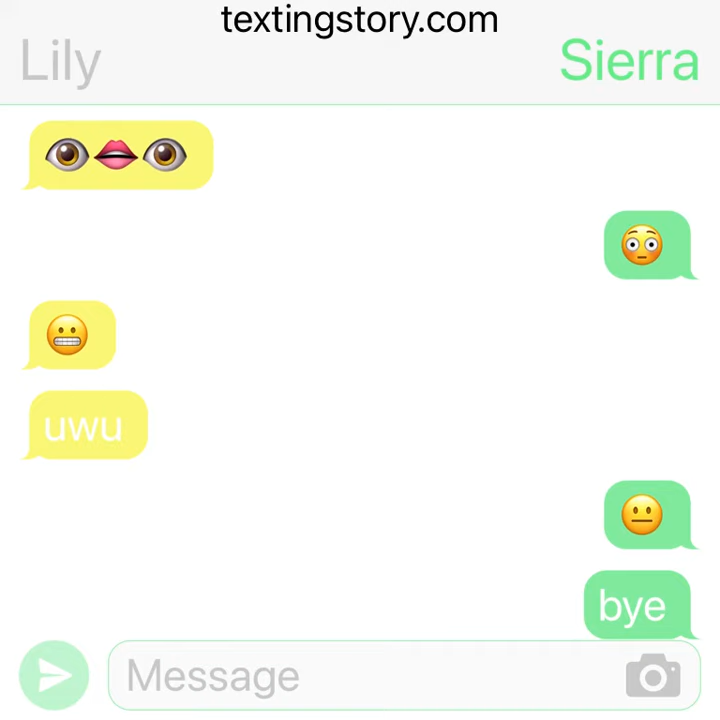 textingstory.com
Lily Sierra
👁👄👁
😳
😬
uwu
😐
bye
Message